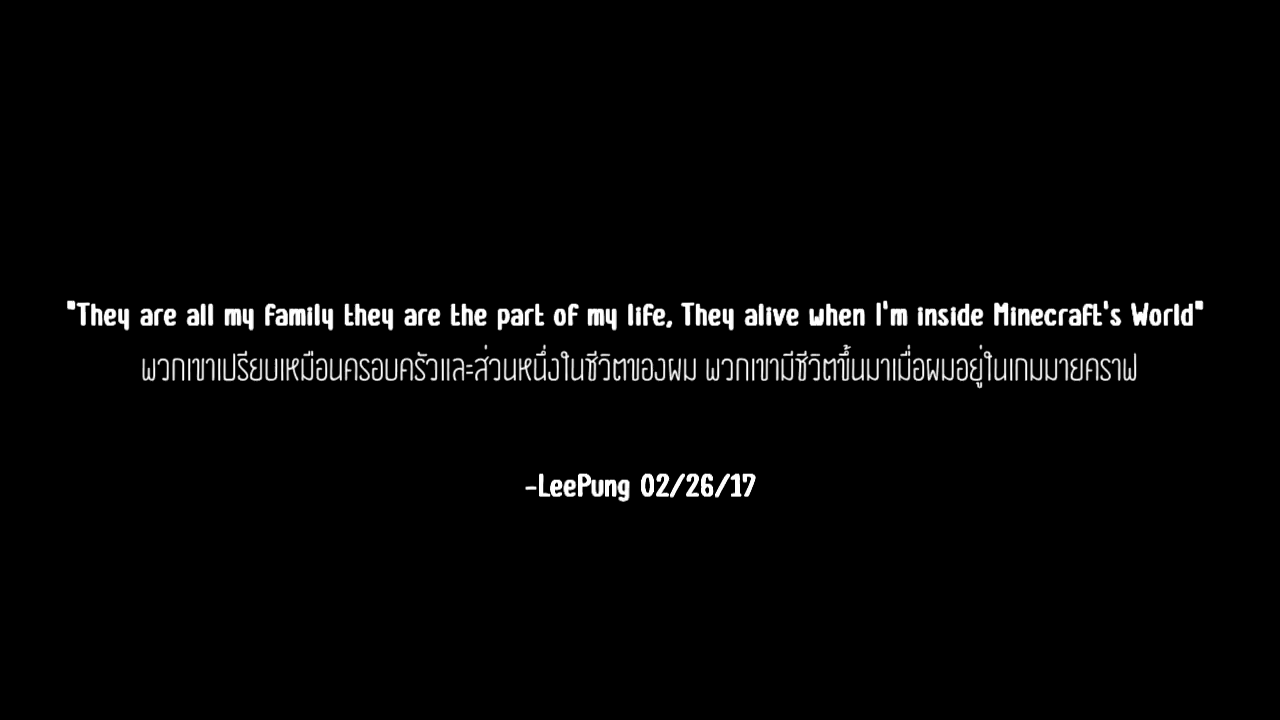 "They are all my family they are the part of my life, They alive when I'm inside Minecraft's World"
พวกเขาเปรียบเหมือนครอบครัวและส่วนหนึ่งในชีวิตของผม พวกเขามีชีวิตขึ้นมาเมื่อผมอยู่ในเกมมายคราฟ
-LeePung 02/26/17